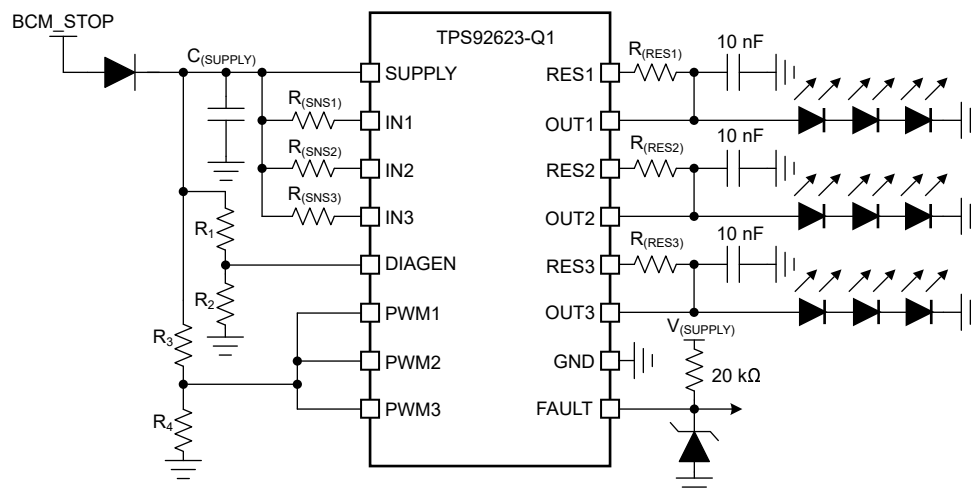 BCM_STOP
TPS92623-Q1
C(SUPPLY)
SUPPLY
RES1
R(RES1)
10 nF
R(SNS1)
IN1
OUT1
R(SNS2)
IN2
RES2
R(RES2)
10 nF
R(SNS3)
IN3
OUT2
R1
DIAGEN
RES3
R(RES3)
10 nF
R2
PWM1
OUT3
V(SUPPLY)
R3
PWM2
GND
20 kΩ
R4
PWM3
FAULT